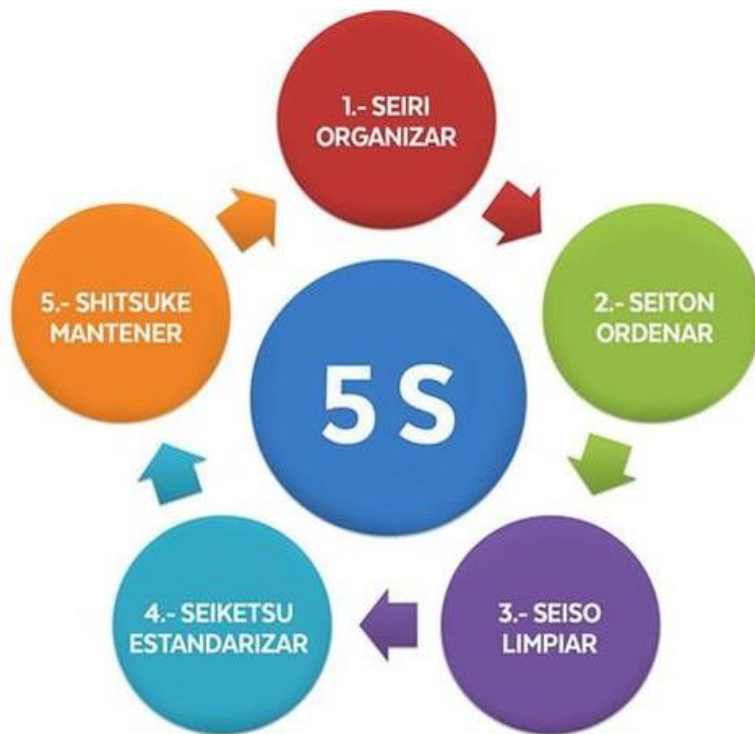 1.- SEIRI
ORGANIZAR
2.- SEITON
ORDENAR
3.- SEISO
LIMPIAR
4.- SEIKETSU
ESTANDARIZAR
5.- SHITSUKE
MANTENER
5 S